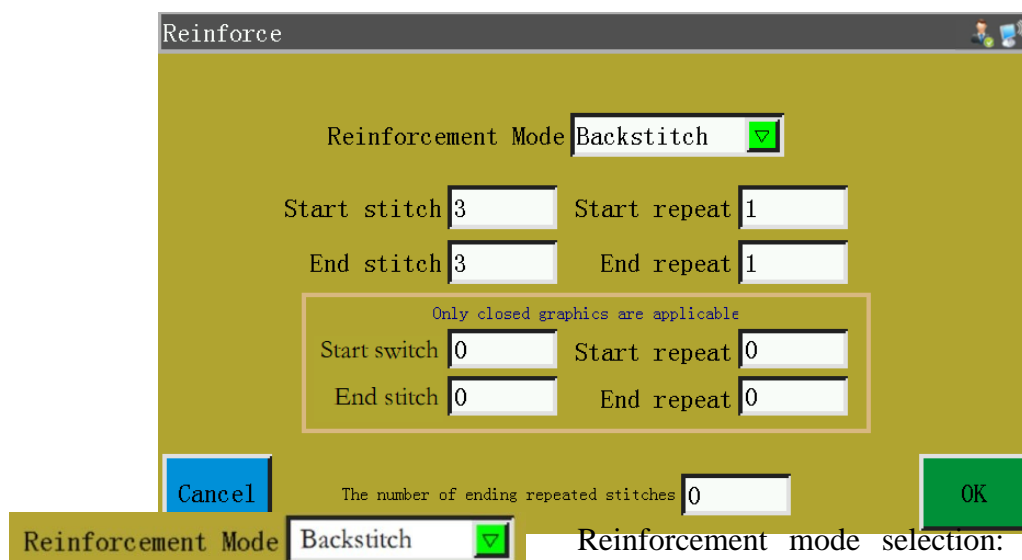 Reinforce
Reinforcement Mode Backstitch
Start stitch 3 Start repeat 1
End stitch 3 End repeat 1
Only closed graphics are applicable
Start switch 0 Start repeat 0
End stitch 0 End repeat 0
Cancel The number of ending repeated stitches 0 OK
Reinforcement Mode Backstitch Reinforcement mode selection: